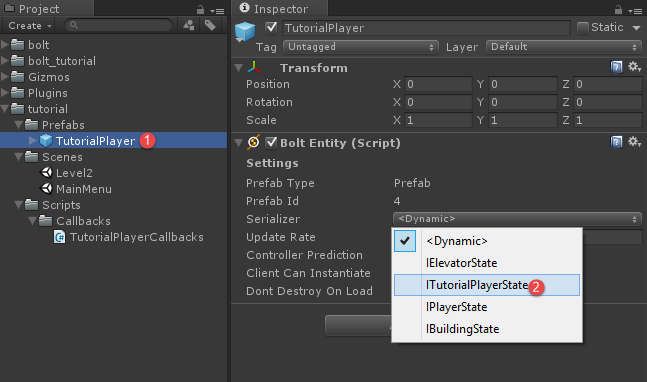 Project
Create
bolt
bolt_tutorial
Gizmos
Plugins
tutorial
Prefabs
TutorialPlayer 1
Scenes
Level2
MainMenu
Scripts
Callbacks
TutorialPlayerCallbacks
Inspector
TutorialPlayer Static
Tag Untagged Layer Default
Transform
Position X 0 Y 0 Z 0
Rotation X 0 Y 0 Z 0
Scale X 1 Y 1 Z 1
Bolt Entity (Script)
Settings
Prefab Type Prefab
Prefab Id 4
Serializer <Dynamic>
Update Rate
Controller Prediction
Client Can Instantiate
Dont Destroy On Load
<Dynamic>
IElevatorState
ITutorialPlayerState 2
IPlayerState
IBuildingState